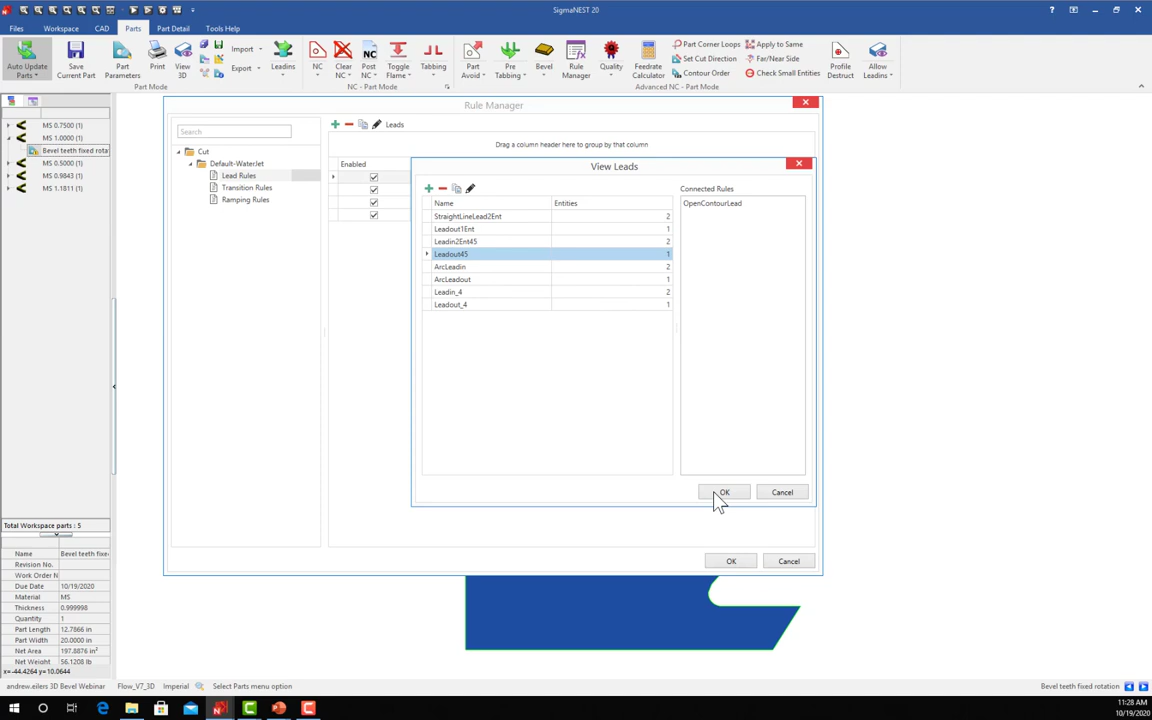 SigmaNEST 20
Files Workspace CAD Parts Part Detail Tools Help
Auto Update Parts
Save Current Part
Part Parameters
Print
View 3D
Import
Export
Leadins
NC
Clear NC
Post NC
Toggle Flame
Tabbing
Part Avoid
Pre Tabbing
Bevel
Rule Manager
Quality
Feedrate Calculator
Part Corner Loops
Set Cut Direction
Contour Order
Apply to Same
Far/Near Side
Check Small Entities
Profile Destruct
Allow Leadins
Part Mode
NC - Part Mode
Advanced NC - Part Mode
MS 0.7500 (1)
MS 1.0000 (1)
Bevel teeth fixed rota
MS 0.5000 (1)
MS 0.9843 (1)
MS 1.1811 (1)
Rule Manager
Search
Cut
Default-WaterJet
Lead Rules
Transition Rules
Ramping Rules
Leads
Drag a column header here to group by that column
Enabled
View Leads
Name Entities
StraightLineLead2Ent 2
Leadout1Ent 1
Leadin2Ent45 2
Leadout45 1
ArcLeadin 2
ArcLeadout 1
Leadin_4 2
Leadout_4 1
Connected Rules
OpenContourLead
OK Cancel
OK Cancel
Total Workspace parts : 5
Name Bevel teeth fixe
Revision No.
Work Order N
Due Date 10/19/2020
Material MS
Thickness 0.999998
Quantity 1
Part Length 12.7866 in
Part Width 20.0000 in
Net Area 197.8876 in²
Net Weight 56.1208 lb
x=-44.4264 y=10.0644
andrew.eilers 3D Bevel Webinar Flow_V7_3D Imperial Select Parts menu option Bevel teeth fixed rotation
11:28 AM
10/19/2020